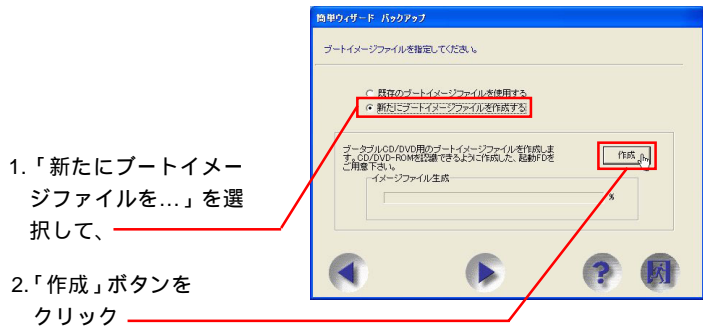 簡単ウィザード バックアップ
ブートイメージファイルを指定してください。
既存のブートイメージファイルを使用する
新たにブートイメージファイルを作成する
ブータブルCD/DVD用のブートイメージファイルを作成しま
す。CD/DVD-ROMを認識できるように作成した、起動FDを
ご用意下さい。
作成
イメージファイル生成
%
1.「新たにブートイメー
ジファイルを...」を選
択して、
2.「作成」ボタンを
クリック
?